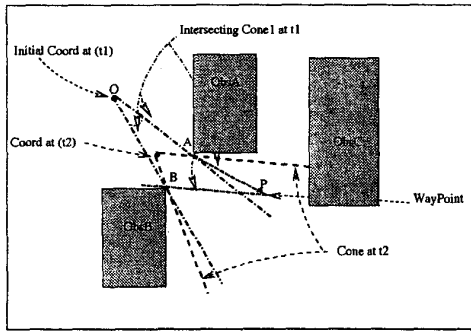 Intersecting Cone1 at t1
Initial Coord at (t1)
O
ObsA
ObsC
Coord at (t2)
A
B
P
WayPoint
ObsB
Cone at t2